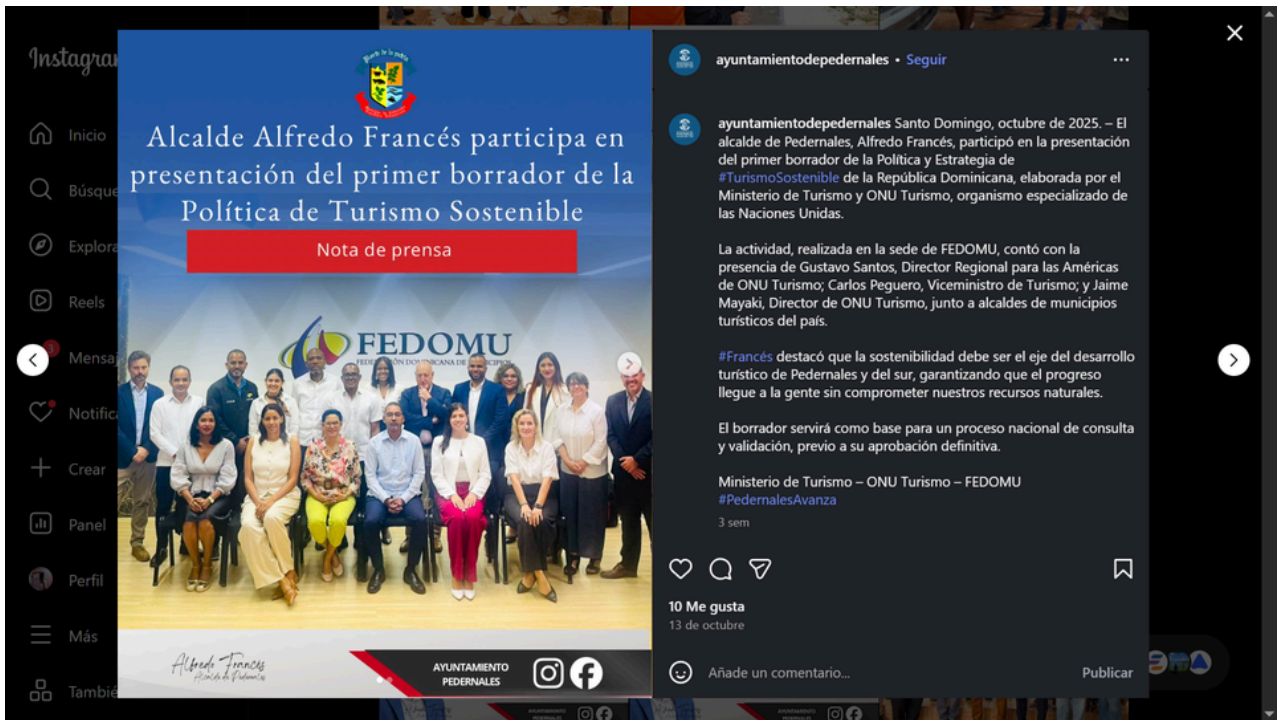 Instagra
Inicio
Búsque
Explora
Reels
Mensa
Notific
Crear
Panel
Perfil
Más
Tambié
Alcalde Alfredo Francés participa en
presentación del primer borrador de la
Política de Turismo Sostenible
Nota de prensa
FEDOMU
FEDERACIÓN DOMINICANA DE MUNICIPIOS
Alfredo Francés
Alcalde de Pedernales
AYUNTAMIENTO
PEDERNALES
ayuntamientodepedernales • Seguir
ayuntamientodepedernales Santo Domingo, octubre de 2025. – El
alcalde de Pedernales, Alfredo Francés, participó en la presentación
del primer borrador de la Política y Estrategia de
#TurismoSostenible de la República Dominicana, elaborada por el
Ministerio de Turismo y ONU Turismo, organismo especializado de
las Naciones Unidas.
La actividad, realizada en la sede de FEDOMU, contó con la
presencia de Gustavo Santos, Director Regional para las Américas
de ONU Turismo; Carlos Peguero, Viceministro de Turismo; y Jaime
Mayaki, Director de ONU Turismo, junto a alcaldes de municipios
turísticos del país.
#Francés destacó que la sostenibilidad debe ser el eje del desarrollo
turístico de Pedernales y del sur, garantizando que el progreso
llegue a la gente sin comprometer nuestros recursos naturales.
El borrador servirá como base para un proceso nacional de consulta
y validación, previo a su aprobación definitiva.
Ministerio de Turismo – ONU Turismo – FEDOMU
#PedernalesAvanza
3 sem
10 Me gusta
13 de octubre
Añade un comentario...
Publicar